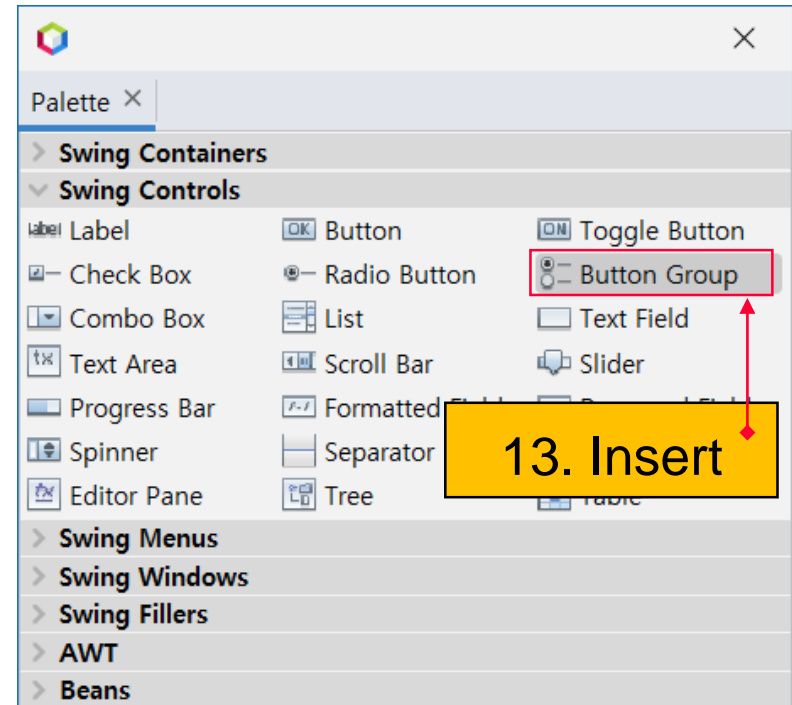 Palette
Swing Containers
Swing Controls
Label Button Toggle Button
Check Box Radio Button Button Group
Combo Box List Text Field
Text Area Scroll Bar Slider
Progress Bar Formatted
Spinner Separator
13. Insert
Editor Pane Tree Table
Swing Menus
Swing Windows
Swing Fillers
AWT
Beans